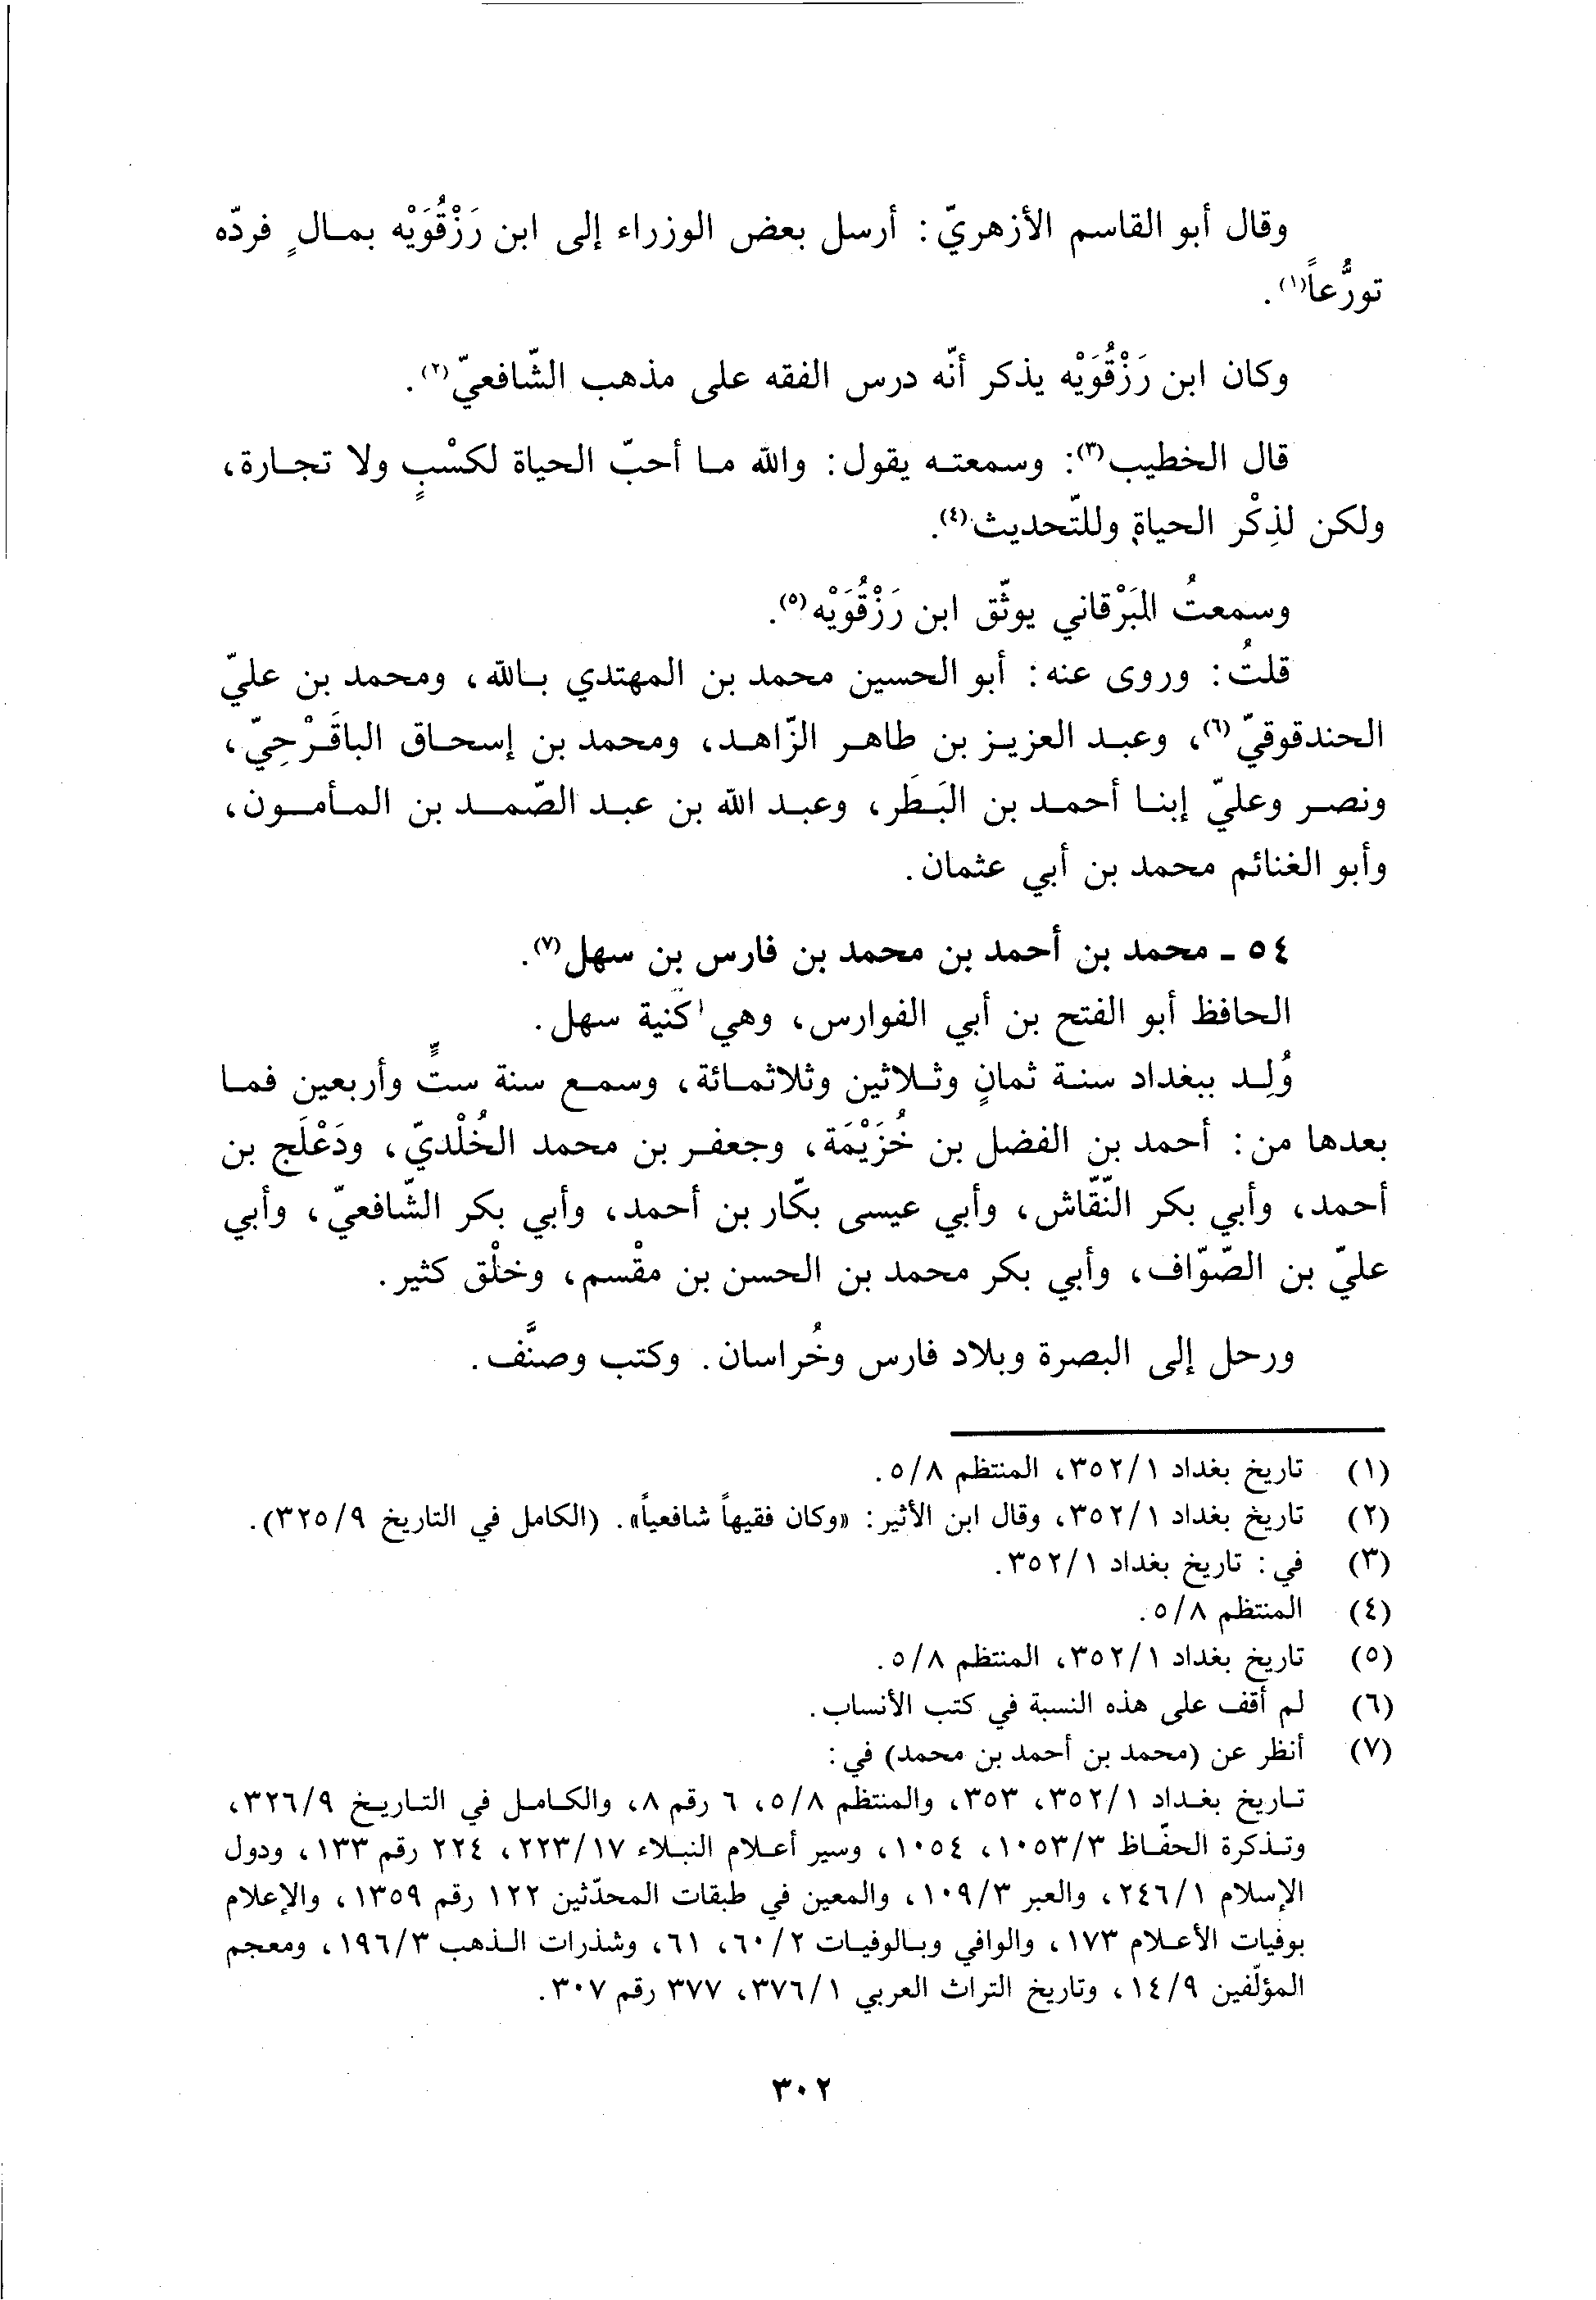 وقال أبو القاسم الأزهريّ: أرسل بعض الوزراء إلى ابن رَزْقُوَيْه بمالٍ فردّه
تورُّعاً(١).
وكان ابن رَزْقُوَيْه يذكر أنّه درس الفقه على مذهب الشّافعيّ(٢).
قال الخطيب(٣): وسمعته يقول: والله ما أحبّ الحياة لكسْبٍ ولا تجارة،
ولكن لذِكْر الحياة وللتّحديث(٤).
وسمعتُ البَرْقاني يوثّق ابن رَزْقُوَيْه(٥).
قلتُ: وروى عنه: أبو الحسين محمد بن المهتدي بالله، ومحمد بن عليّ
الحندقوقيّ(٦)، وعبد العزيز بن طاهر الزّاهد، ومحمد بن إسحاق الباقَرْحِيّ،
ونصر وعليّ إبنا أحمد بن البَطَر، وعبد الله بن عبد الصّمد بن المأمون،
وأبو الغنائم محمد بن أبي عثمان.
٥٤ - محمد بن أحمد بن محمد بن فارس بن سهل(٧).
الحافظ أبو الفتح بن أبي الفوارس، وهي كنية سهل.
وُلِد ببغداد سنة ثمانٍ وثلاثين وثلاثمائة، وسمع سنة ستٍّ وأربعين فما
بعدها من: أحمد بن الفضل بن خُزَيْمَة، وجعفر بن محمد الخُلْديّ، ودَعْلَج بن
أحمد، وأبي بكر النّقّاش، وأبي عيسى بكّار بن أحمد، وأبي بكر الشّافعيّ، وأبي
عليّ بن الصّوّاف، وأبي بكر محمد بن الحسن بن مقْسم، وخلْق كثير.
ورحل إلى البصرة وبلاد فارس وخُراسان. وكتب وصنَّف.
(١) تاريخ بغداد ٣٥٢/١، المنتظم ٥/٨.
(٢) تاريخ بغداد ٣٥٢/١، وقال ابن الأثير: «وكان فقيهاً شافعياً». (الكامل في التاريخ ٣٢٥/٩).
(٣) في: تاريخ بغداد ٣٥٢/١.
(٤) المنتظم ٥/٨.
(٥) تاريخ بغداد ٣٥٢/١، المنتظم ٥/٨.
(٦) لم أقف على هذه النسبة في كتب الأنساب.
(٧) أنظر عن (محمد بن أحمد بن محمد) في:
تاريخ بغداد ٣٥٢/١، ٣٥٣، والمنتظم ٥/٨، ٦ رقم ٨، والكامل في التاريخ ٣٢٦/٩،
وتذكرة الحفّاظ ١٠٥٣/٣، ١٠٥٤، وسير أعلام النبلاء ٢٢٣/١٧، ٢٢٤ رقم ١٣٣، ودول
الإسلام ٢٤٦/١، والعبر ١٠٩/٣، والمعين في طبقات المحدّثين ١٢٢ رقم ١٣٥٩، والإعلام
بوفيات الأعلام ١٧٣، والوافي وبالوفيات ٦٠/٢، ٦١، وشذرات الذهب ١٩٦/٣، ومعجم
المؤلّفين ١٤/٩، وتاريخ التراث العربي ٣٧٦/١، ٣٧٧ رقم ٣٠٧.
٣٠٢